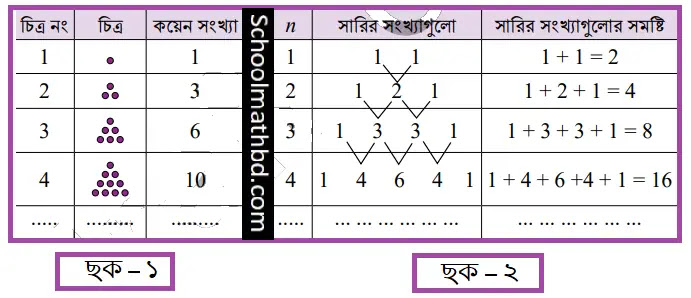 চিত্র নং চিত্র কয়েন সংখ্যা n সারির সংখ্যাগুলো সারির সংখ্যাগুলোর সমষ্টি
1 1 1 1 1 1 + 1 = 2
2 3 2 1 2 1 1 + 2 + 1 = 4
3 6 3 1 3 3 1 1 + 3 + 3 + 1 = 8
4 10 4 1 4 6 4 1 1 + 4 + 6 +4 + 1 = 16
..... ......... ......... ..... ... ... ... ... ... ... ... ... ... ... ... ...
Schoolmathbd.com
ছক – ১ ছক – ২